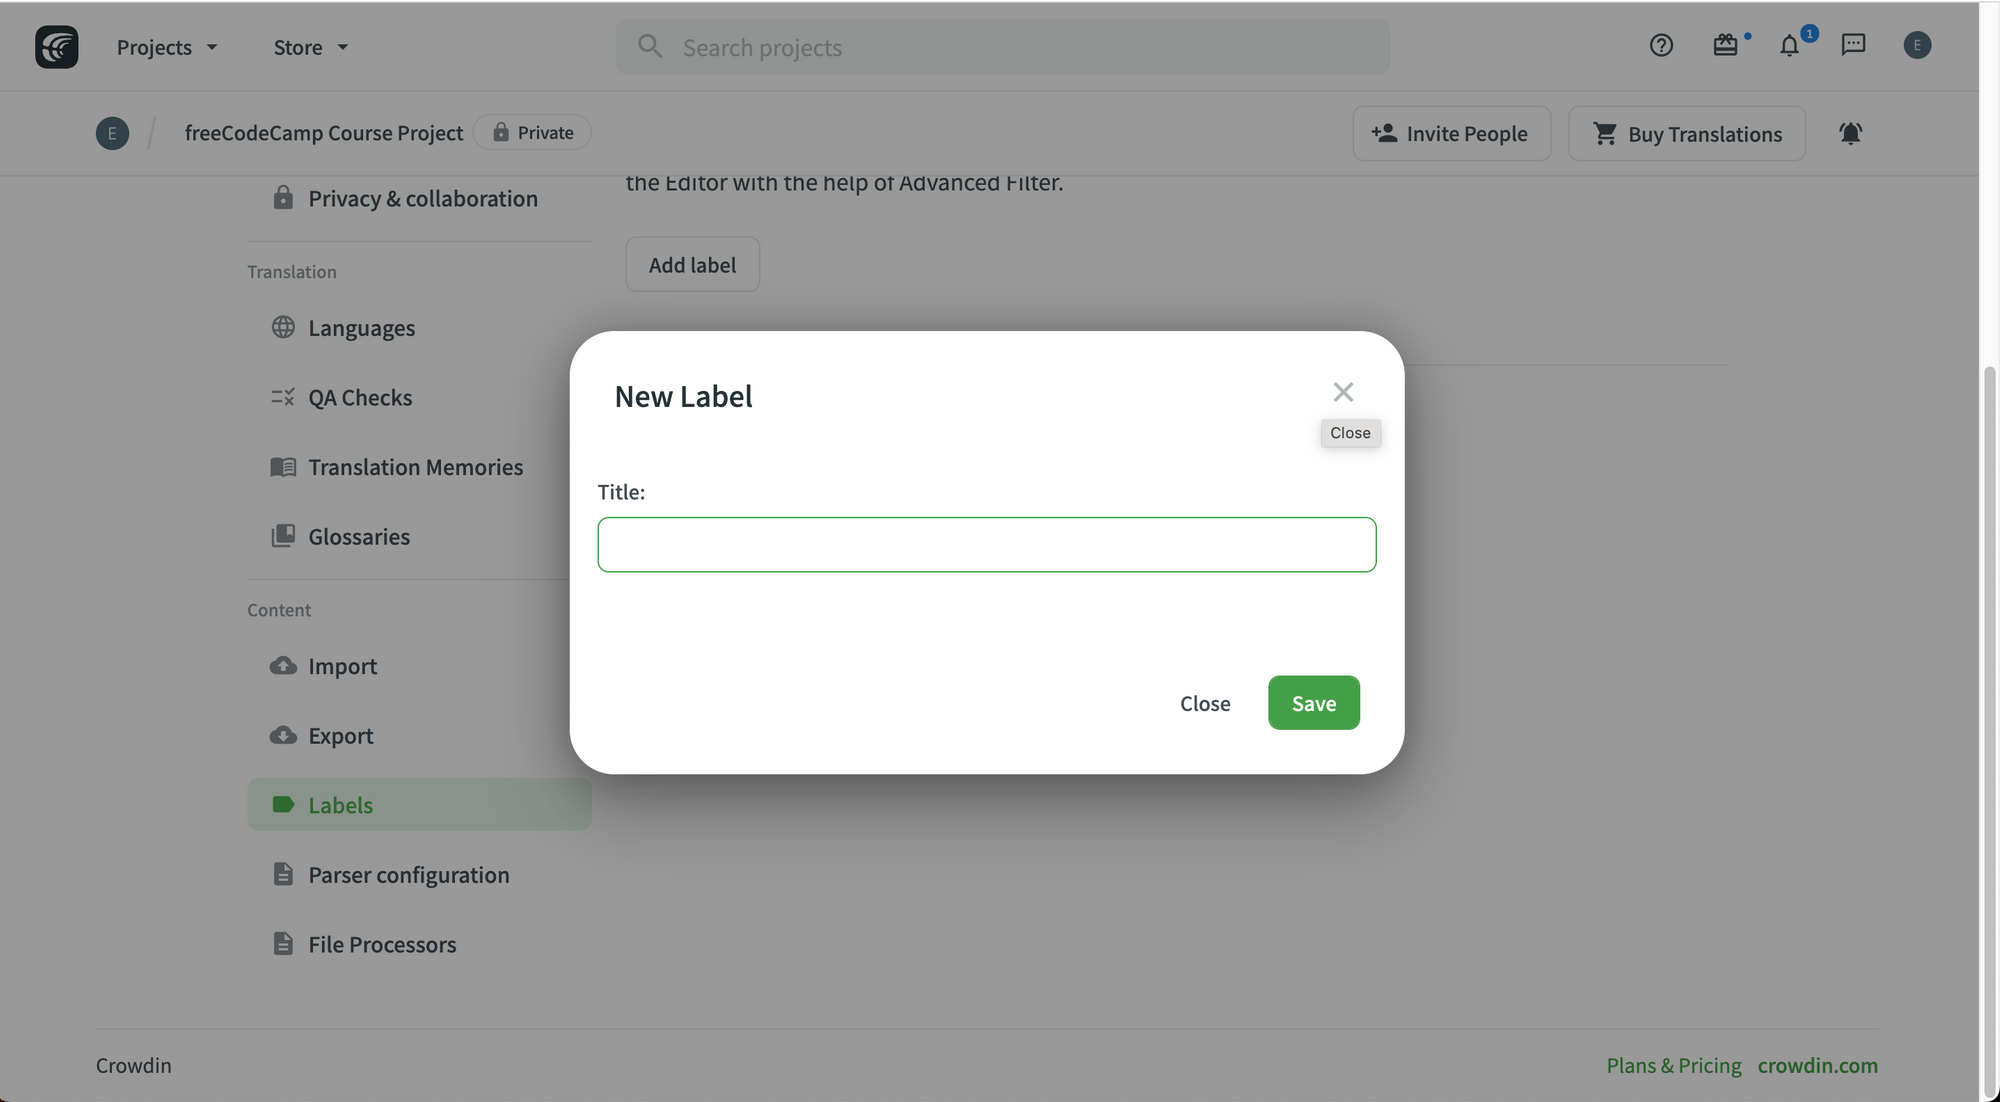 Projects
Store
Search projects
1
E
E
/
freeCodeCamp Course Project
Private
Invite People
Buy Translations
Privacy & collaboration
the Editor with the help of Advanced Filter.
Add label
Translation
Languages
QA Checks
Translation Memories
Glossaries
Content
Import
Export
Labels
Parser configuration
File Processors
New Label
Close
Title:
Close
Save
Crowdin
Plans & Pricing
crowdin.com